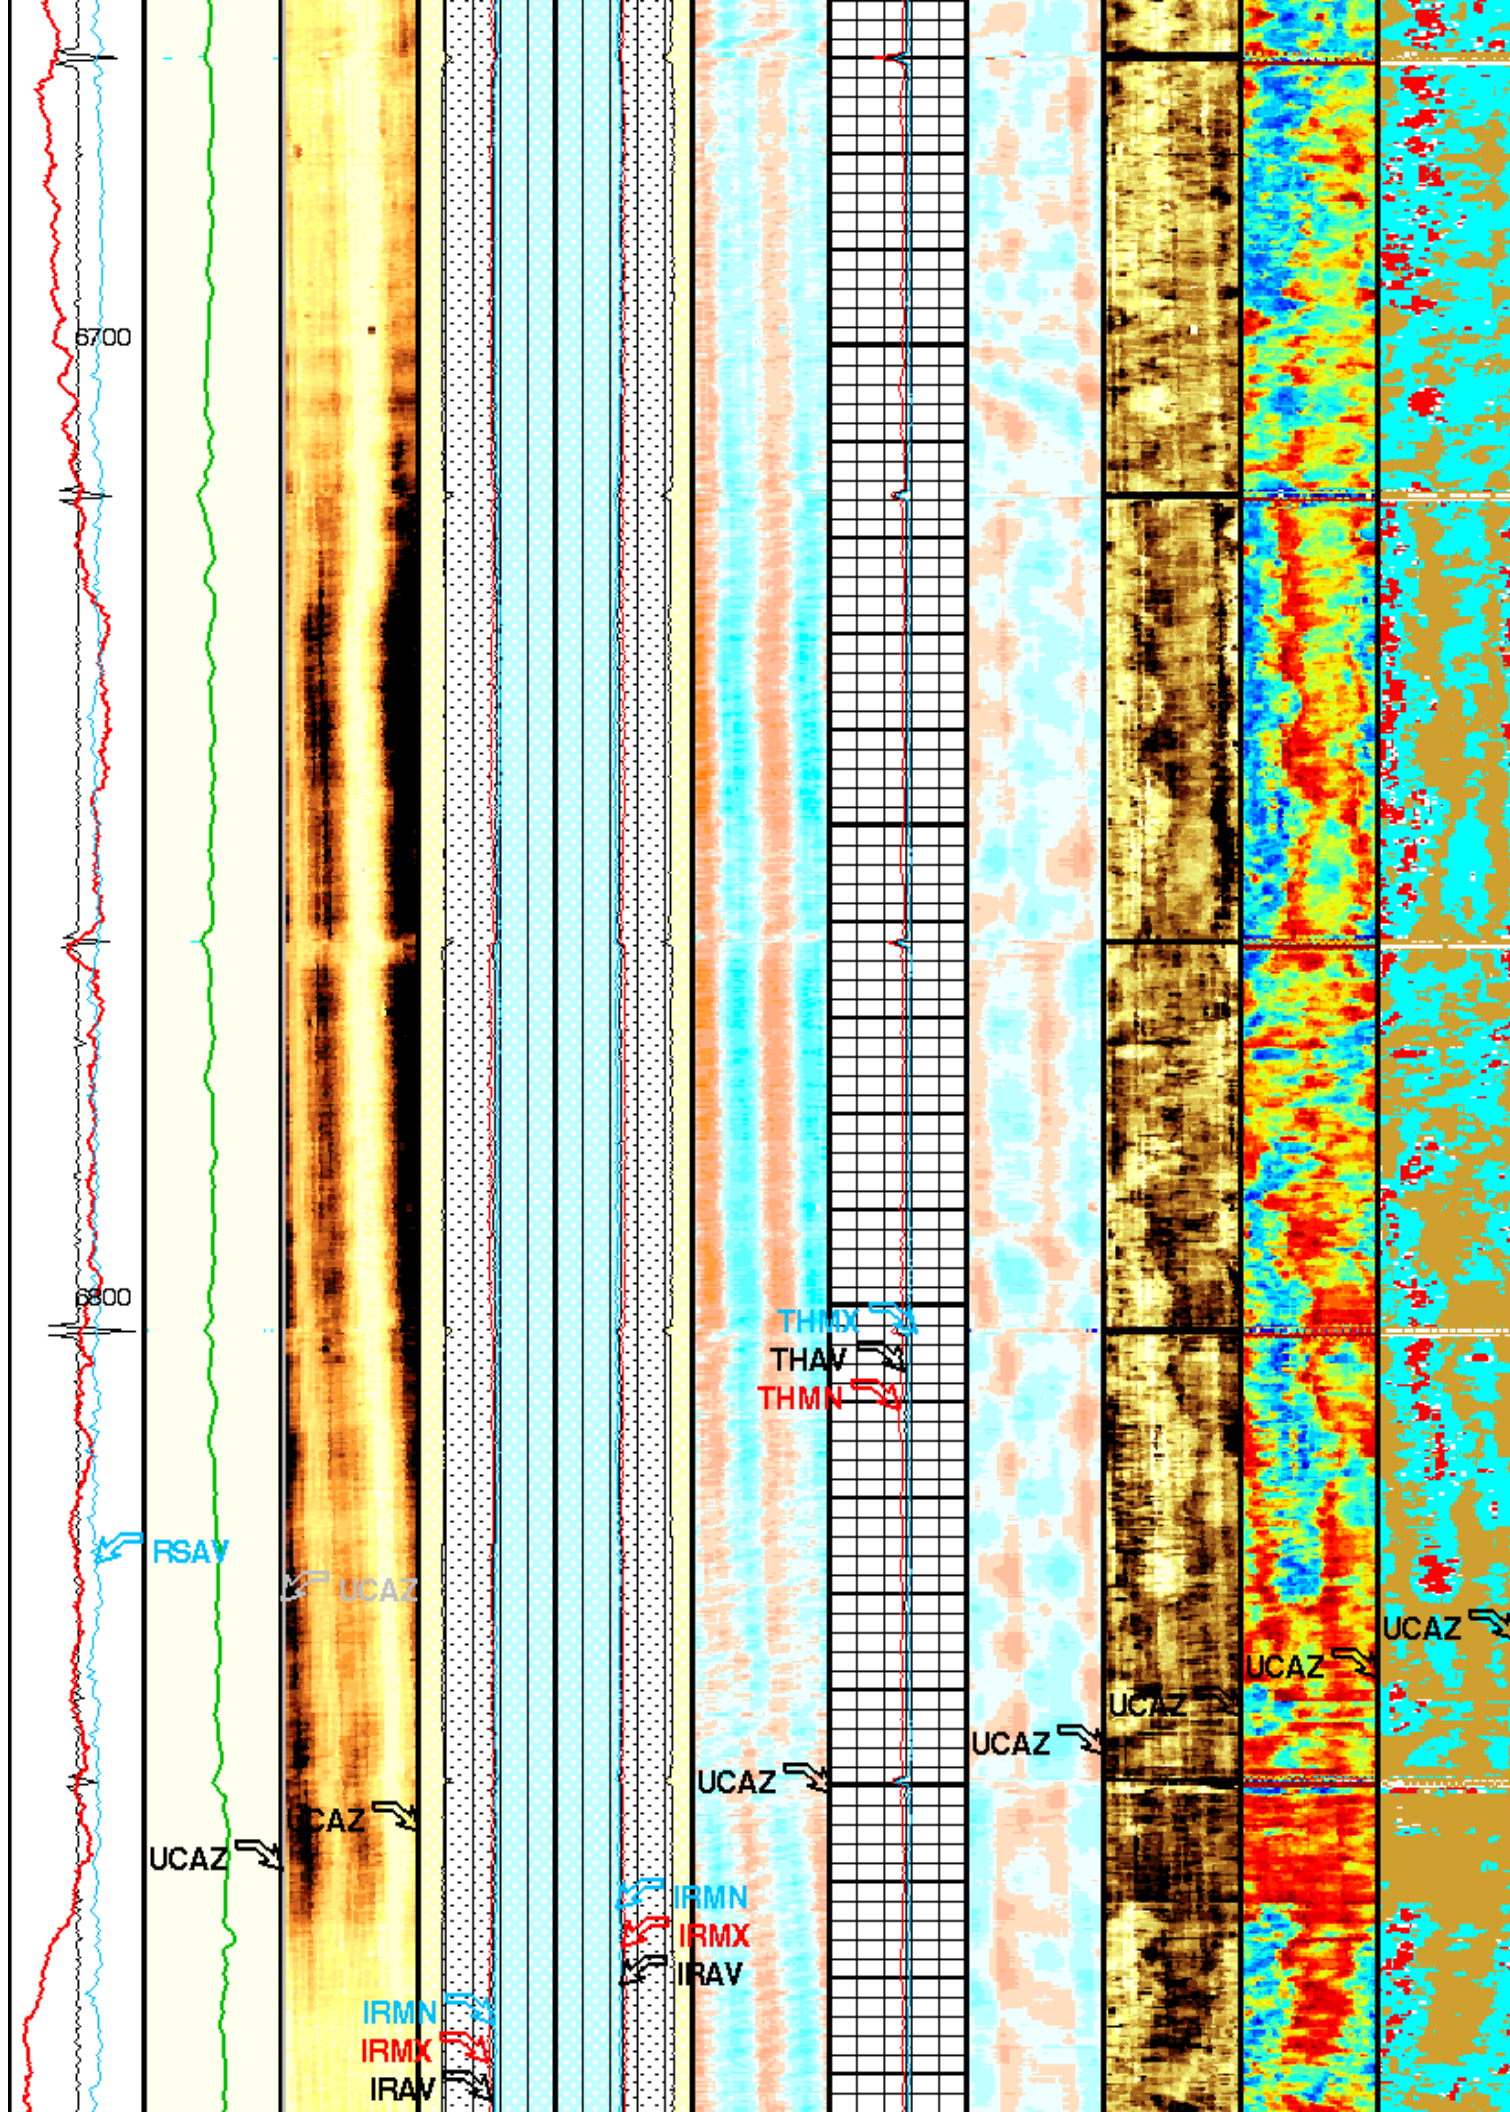 6700
6800
THMX
THAV
THMN
RSAV
UCAZ
UCAZ
UCAZ
UCAZ
UCAZ
UCAZ
UCAZ
UCAZ
IRMN
IRMX
IRAV
IRMN
IRMX
IRAV